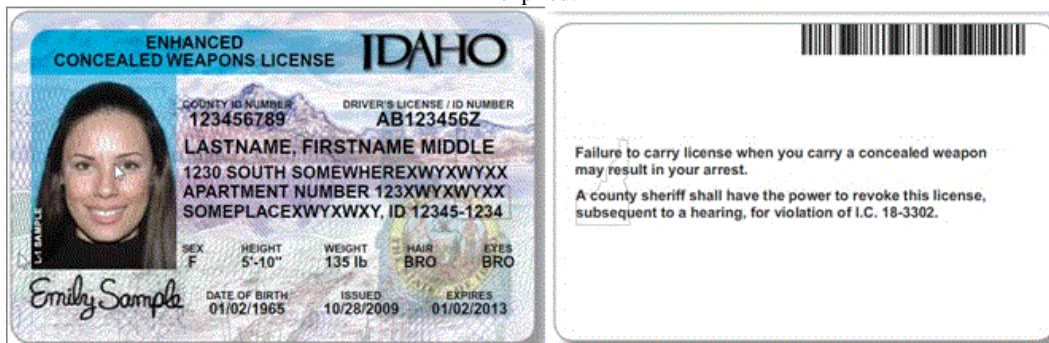 ENHANCED
CONCEALED WEAPONS LICENSE
IDAHO
COUNTY ID NUMBER DRIVER'S LICENSE / ID NUMBER
123456789 AB123456Z
LASTNAME, FIRSTNAME MIDDLE
1230 SOUTH SOMEWHEREXWYXWYXX
APARTMENT NUMBER 123XWYXWYXX
SOMEPLACEXWYXWXY, ID 12345-1234
SEX HEIGHT WEIGHT HAIR EYES
F 5'-10" 135 lb BRO BRO
DATE OF BIRTH ISSUED EXPIRES
01/02/1965 10/28/2009 01/02/2013
L-1 SAMPLE
Emily Sample
Failure to carry license when you carry a concealed weapon
may result in your arrest.
A county sheriff shall have the power to revoke this license,
subsequent to a hearing, for violation of I.C. 18-3302.